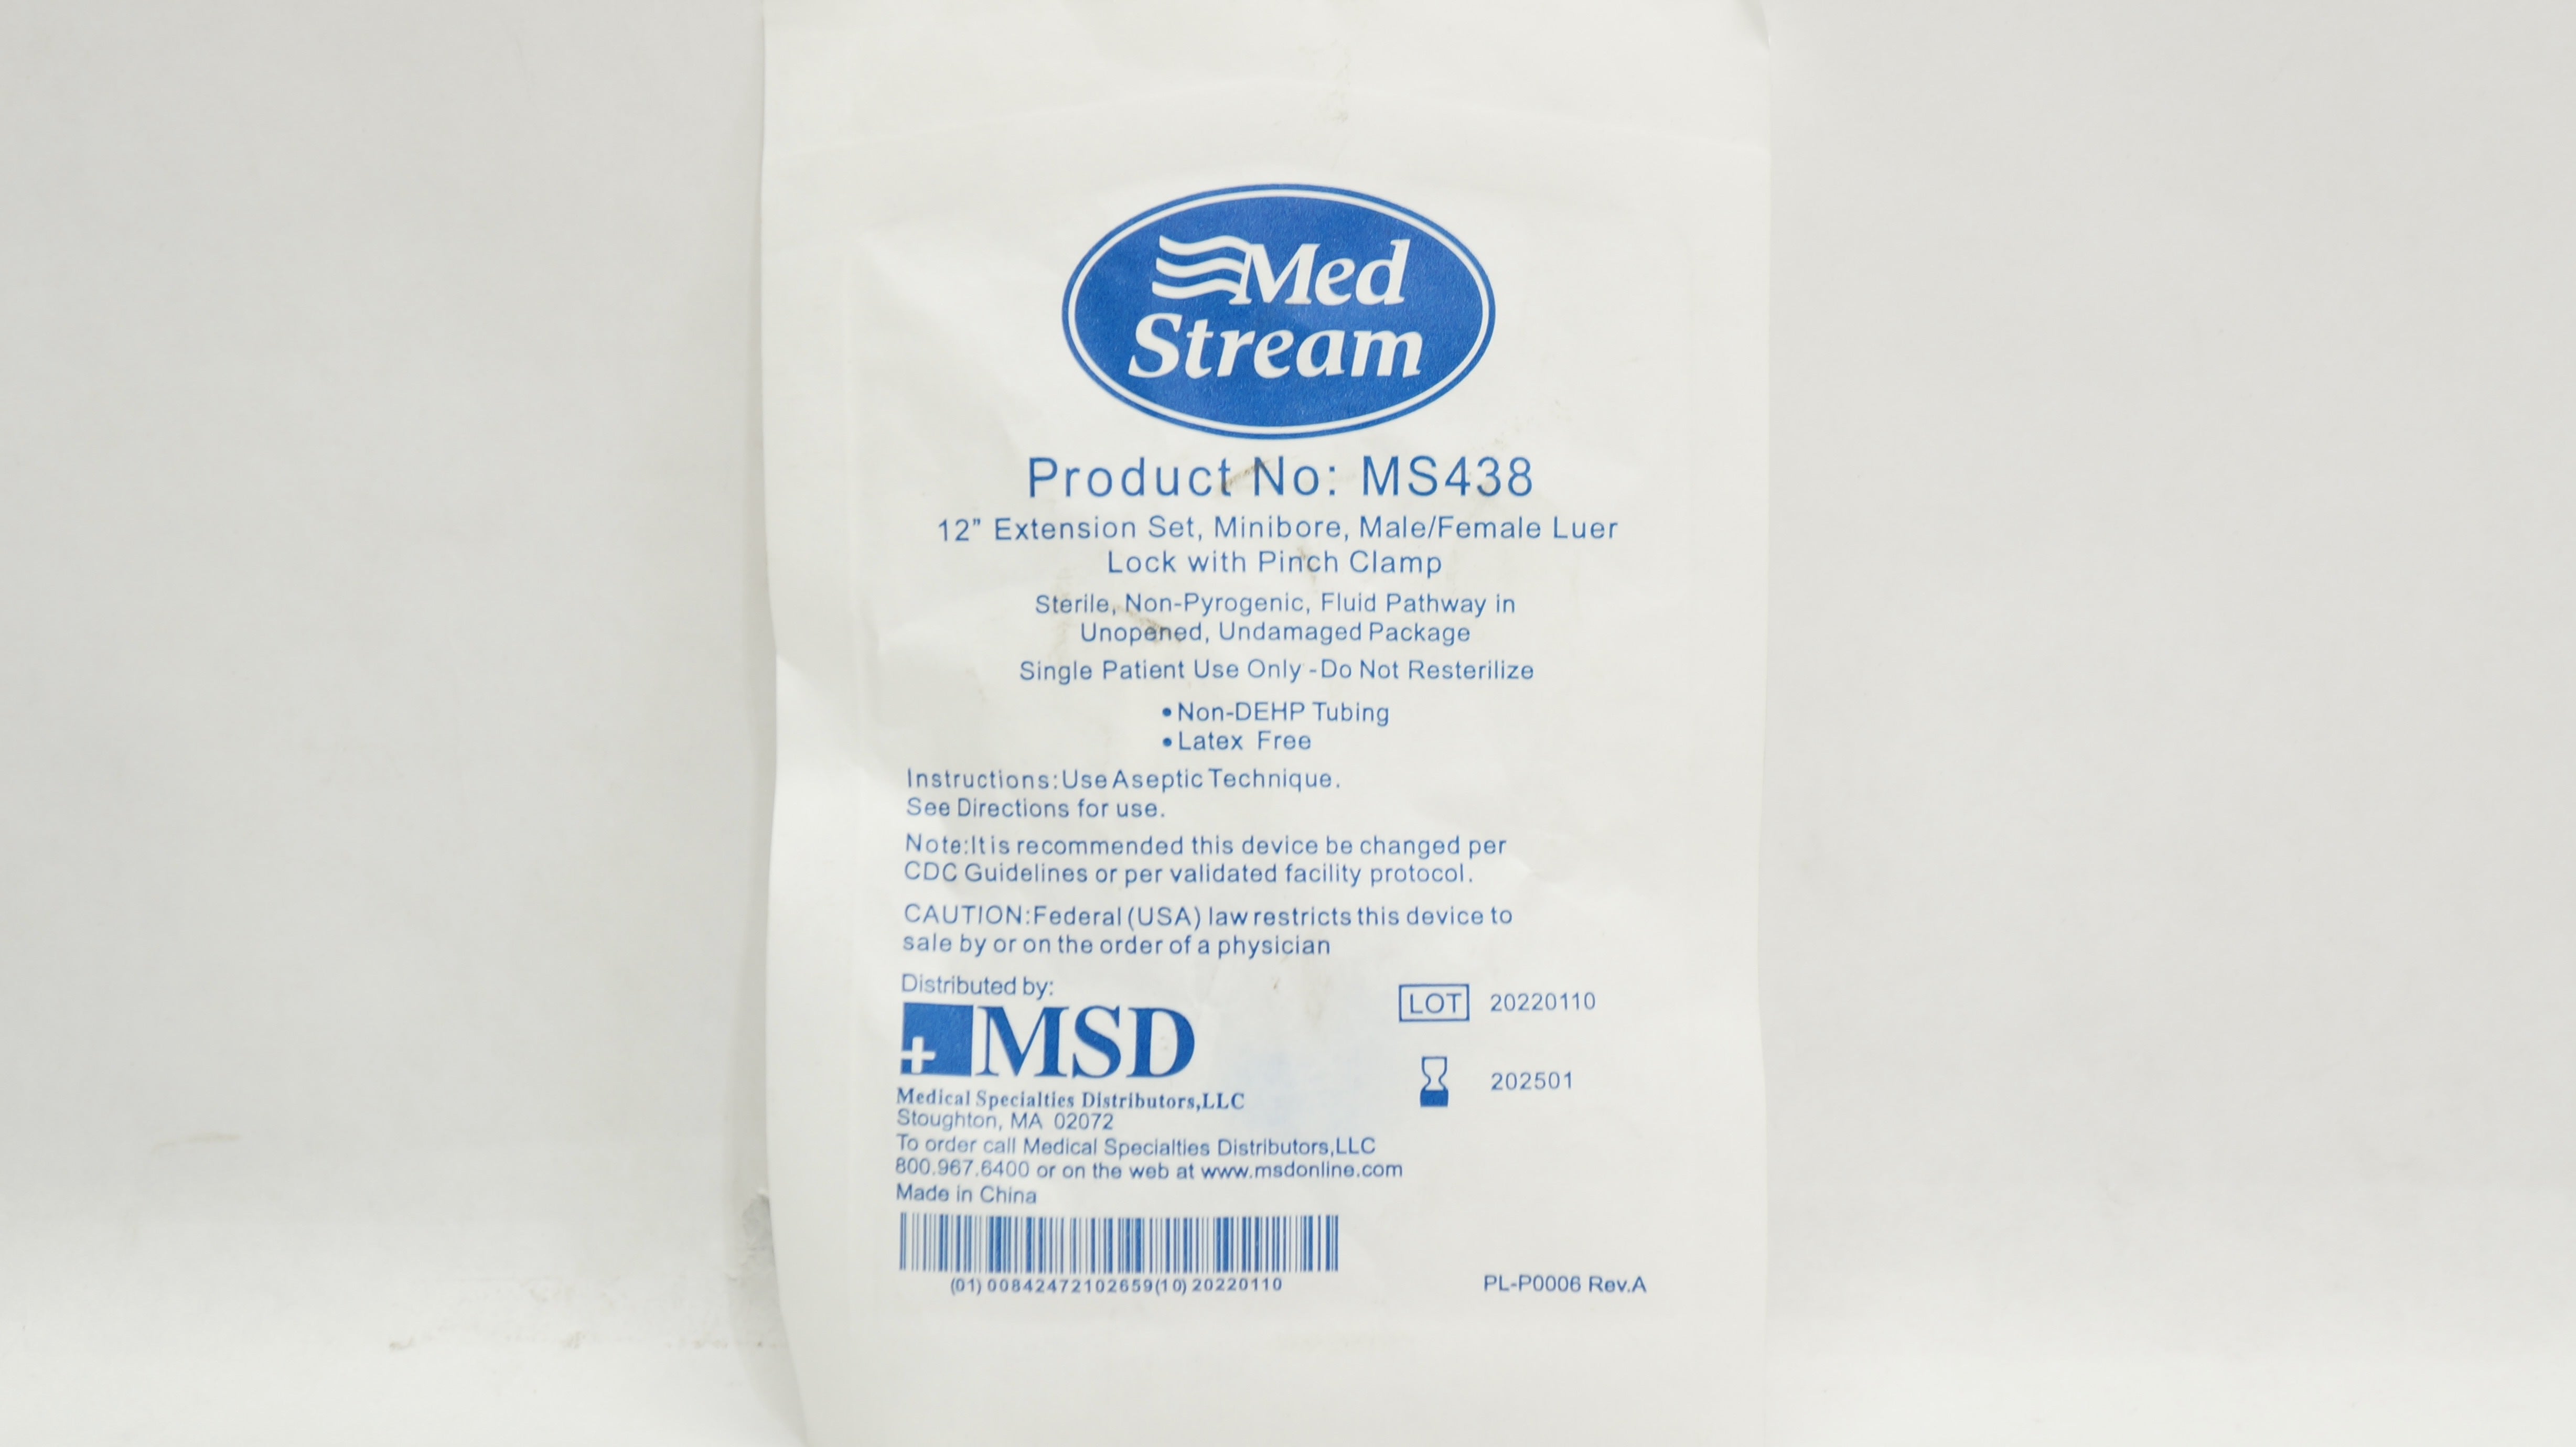 Med
Stream
Product No: MS438
12” Extension Set, Minibore, Male/Female Luer
Lock with Pinch Clamp
Sterile, Non-Pyrogenic, Fluid Pathway in
Unopened, Undamaged Package
Single Patient Use Only -Do Not Resterilize
• Non-DEHP Tubing
• Latex Free
Instructions:Use Aseptic Technique.
See Directions for use.
Note:It is recommended this device be changed per
CDC Guidelines or per validated facility protocol.
CAUTION:Federal (USA) law restricts this device to
sale by or on the order of a physician
Distributed by:
MSD
Medical Specialties Distributors,LLC
Stoughton, MA 02072
To order call Medical Specialties Distributors,LLC
800.967.6400 or on the web at www.msdonline.com
Made in China
(01) 00842472102659(10) 20220110
LOT 20220110
202501
PL-P0006 Rev.A